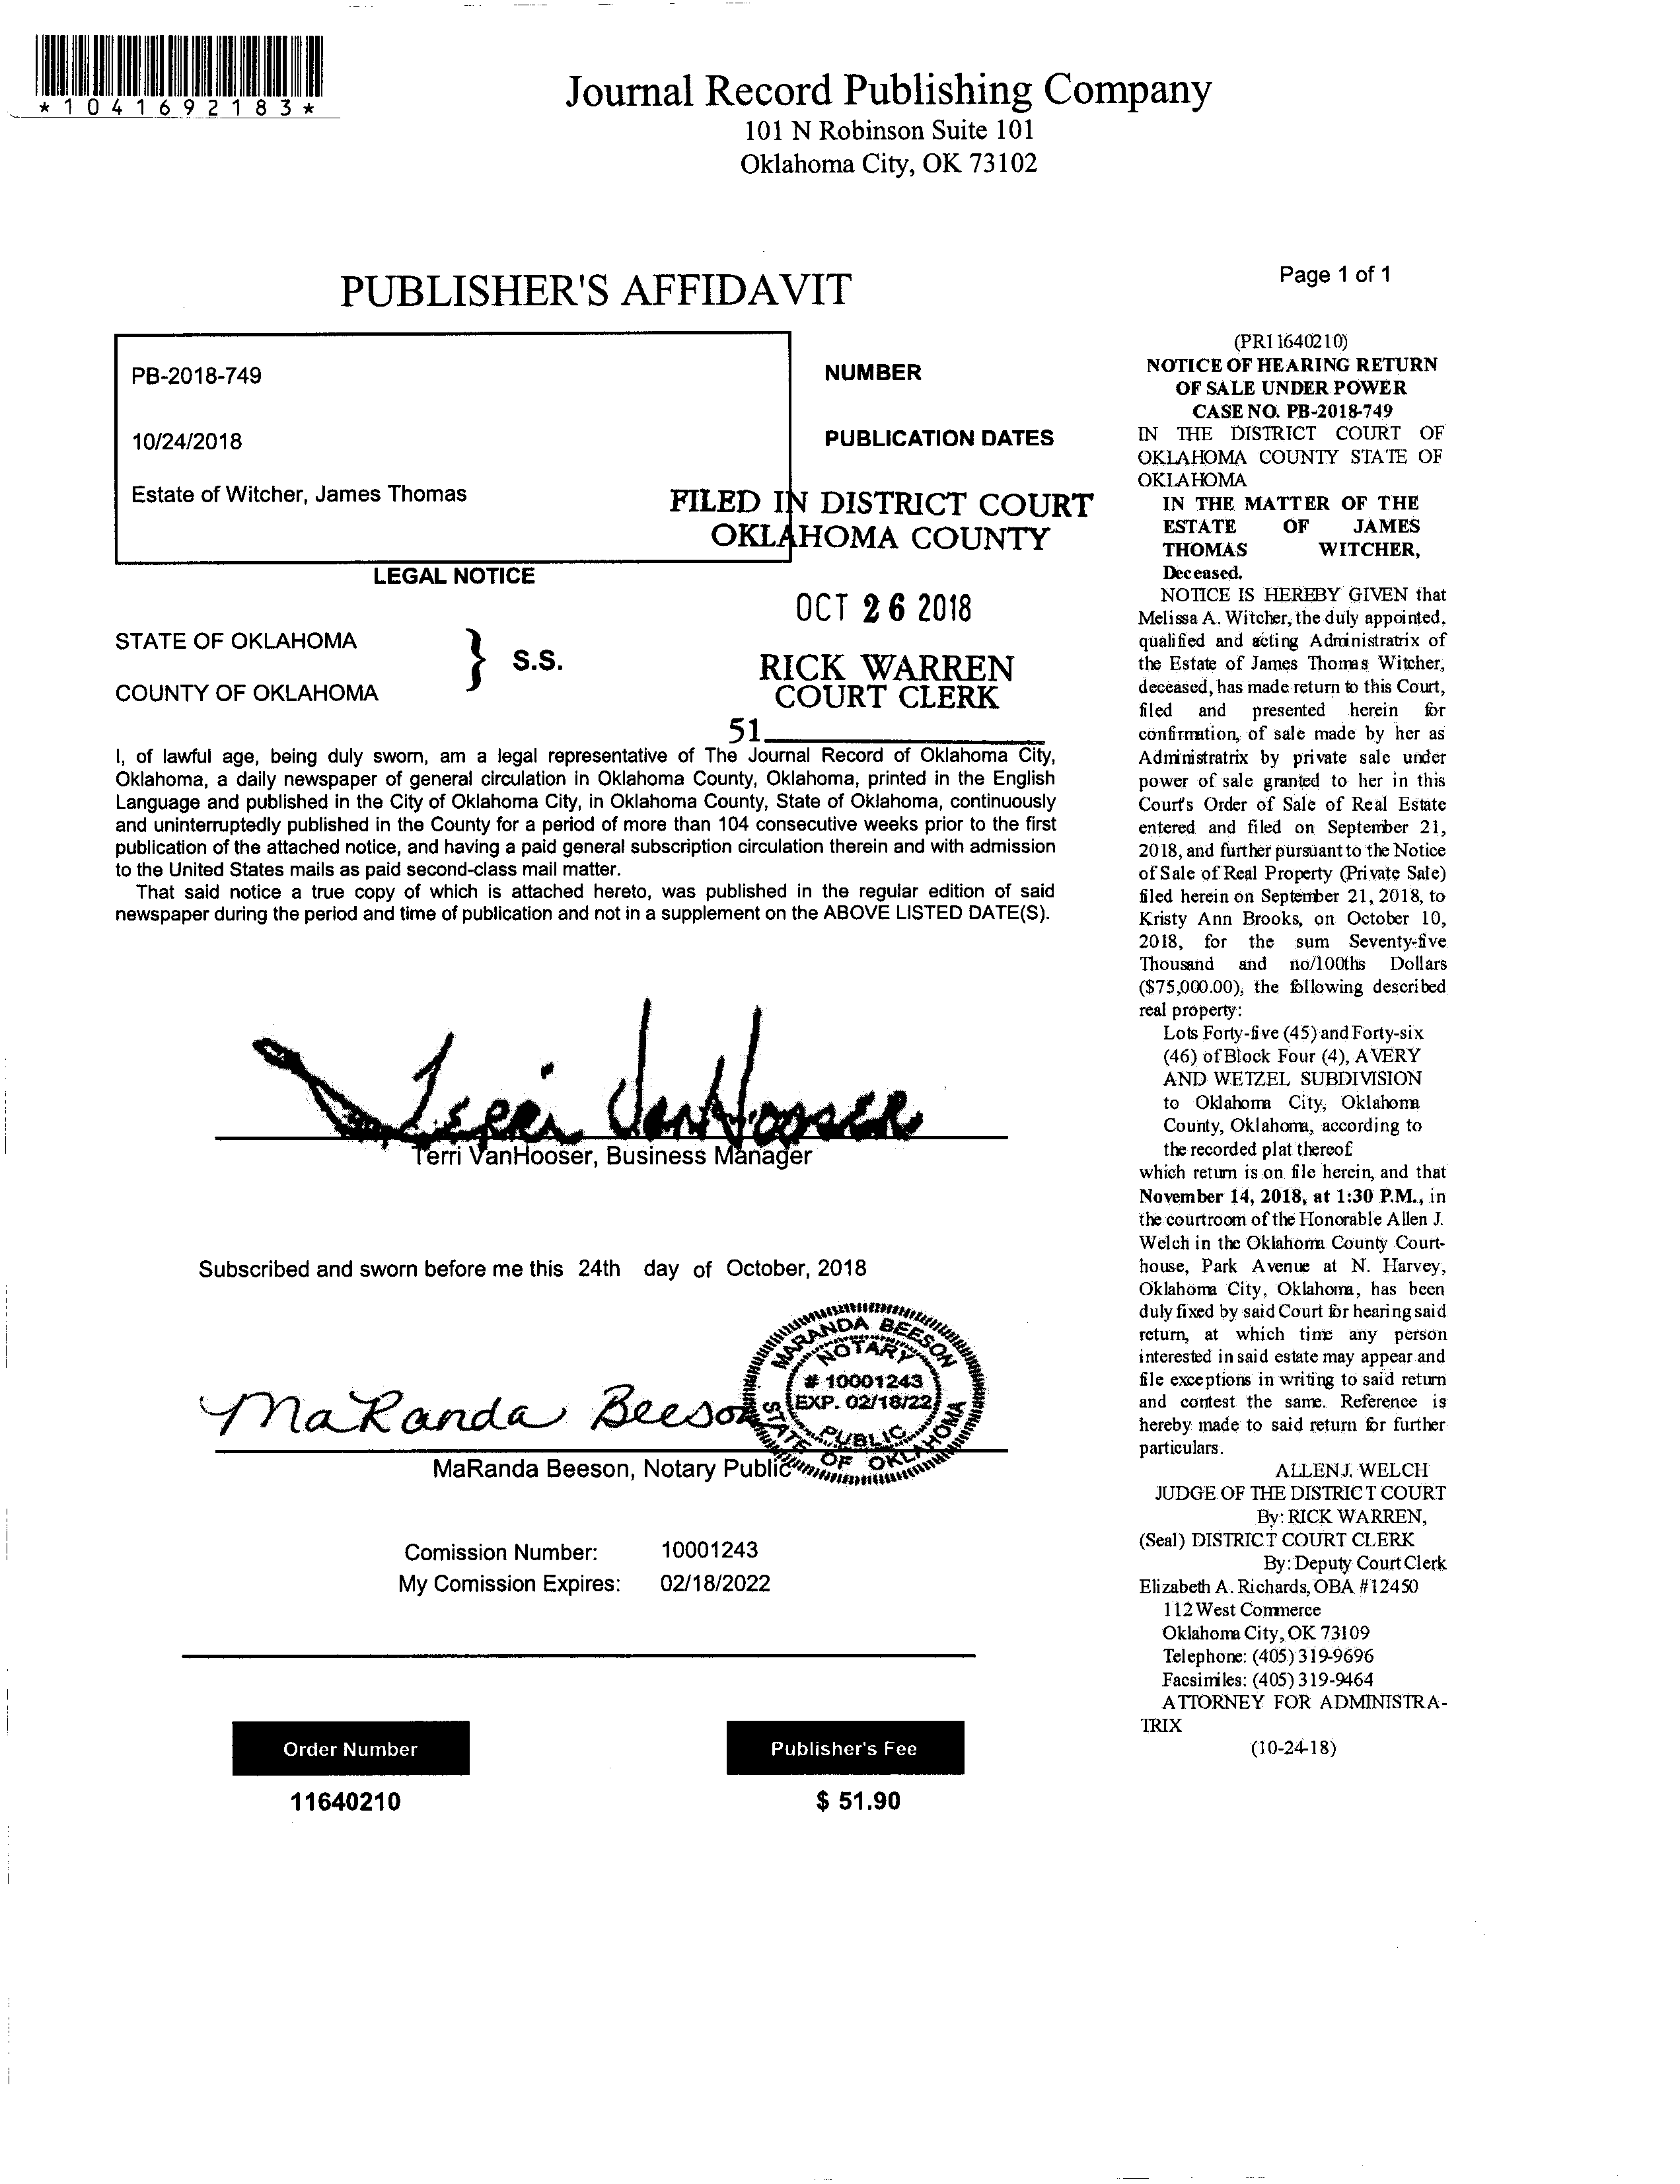 *1041692183*
Journal Record Publishing Company
101 N Robinson Suite 101
Oklahoma City, OK 73102
PUBLISHER'S AFFIDAVIT
PB-2018-749
NUMBER
10/24/2018
PUBLICATION DATES
Estate of Witcher, James Thomas
FILED IN DISTRICT COURT
OKLAHOMA COUNTY
LEGAL NOTICE
OCT 26 2018
STATE OF OKLAHOMA
} S.S.
COUNTY OF OKLAHOMA
RICK WARREN
COURT CLERK
51
I, of lawful age, being duly sworn, am a legal representative of The Journal Record of Oklahoma City,
Oklahoma, a daily newspaper of general circulation in Oklahoma County, Oklahoma, printed in the English
Language and published in the City of Oklahoma City, in Oklahoma County, State of Oklahoma, continuously
and uninterruptedly published in the County for a period of more than 104 consecutive weeks prior to the first
publication of the attached notice, and having a paid general subscription circulation therein and with admission
to the United States mails as paid second-class mail matter.
That said notice a true copy of which is attached hereto, was published in the regular edition of said
newspaper during the period and time of publication and not in a supplement on the ABOVE LISTED DATE(S).
Terri VanHooser
Terri VanHooser, Business Manager
Subscribed and sworn before me this 24th day of October, 2018
MaRanda Beeson
MARANDA BEESON
NOTARY
# 10001243
EXP. 02/18/22
PUBLIC
STATE OF OKLAHOMA
MaRanda Beeson, Notary Public
Comission Number: 10001243
My Comission Expires: 02/18/2022
Order Number
Publisher's Fee
11640210
$ 51.90
Page 1 of 1
(PR11640210)
NOTICE OF HEARING RETURN
OF SALE UNDER POWER
CASE NO. PB-2018-749
IN THE DISTRICT COURT OF
OKLAHOMA COUNTY STATE OF
OKLAHOMA
IN THE MATTER OF THE
ESTATE OF JAMES
THOMAS WITCHER,
Deceased.
NOTICE IS HEREBY GIVEN that
Melissa A. Witcher, the duly appointed,
qualified and acting Administratrix of
the Estate of James Thomas Witcher,
deceased, has made return to this Court,
filed and presented herein for
confirmation, of sale made by her as
Administratrix by private sale under
power of sale granted to her in this
Court's Order of Sale of Real Estate
entered and filed on September 21,
2018, and further pursuant to the Notice
of Sale of Real Property (Private Sale)
filed herein on September 21, 2018, to
Kristy Ann Brooks, on October 10,
2018, for the sum Seventy-five
Thousand and no/100ths Dollars
($75,000.00), the following described
real property:
Lots Forty-five (45) and Forty-six
(46) of Block Four (4), AVERY
AND WETZEL SUBDIVISION
to Oklahoma City, Oklahoma
County, Oklahoma, according to
the recorded plat thereof
which return is on file herein, and that
November 14, 2018, at 1:30 P.M., in
the courtroom of the Honorable Allen J.
Welch in the Oklahoma County Court-
house, Park Avenue at N. Harvey,
Oklahoma City, Oklahoma, has been
duly fixed by said Court for hearing said
return, at which time any person
interested in said estate may appear and
file exceptions in writing to said return
and contest the same. Reference is
hereby made to said return for further
particulars.
ALLEN J. WELCH
JUDGE OF THE DISTRICT COURT
By: RICK WARREN,
(Seal) DISTRICT COURT CLERK
By: Deputy Court Clerk
Elizabeth A. Richards, OBA #12450
112 West Commerce
Oklahoma City, OK 73109
Telephone: (405) 319-9696
Facsimiles: (405) 319-9464
ATTORNEY FOR ADMINISTRA-
TRIX
(10-24-18)